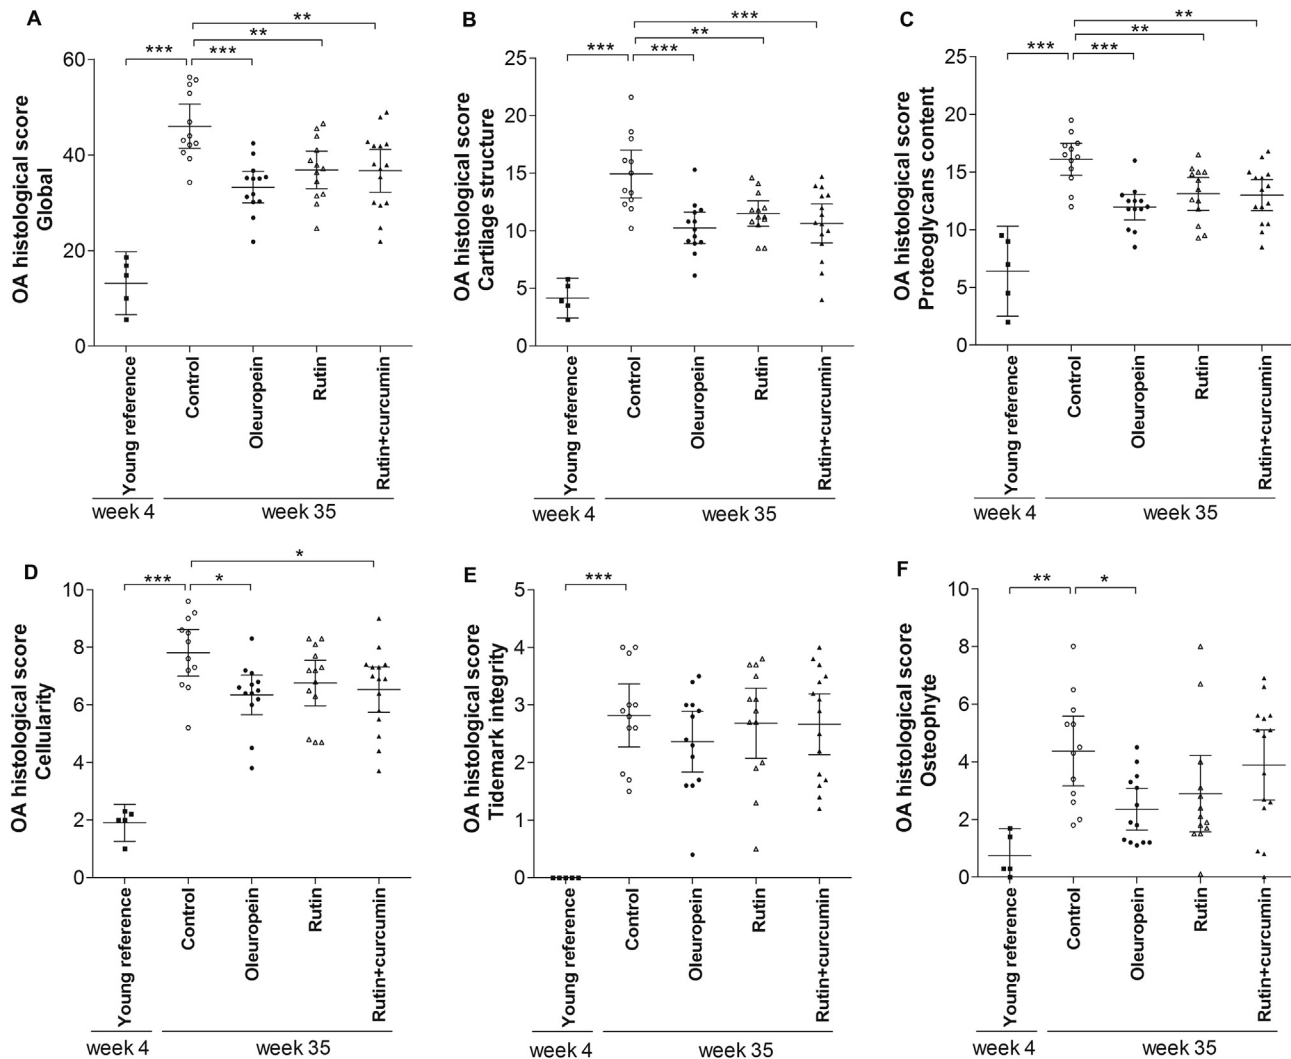 A
**
**
***
***
OA histological score
Global
60
40
20
0
Young reference
Control
Oleuropein
Rutin
Rutin+curcumin
week 4
week 35
B
***
**
***
***
OA histological score
Cartilage structure
25
20
15
10
5
0
Young reference
Control
Oleuropein
Rutin
Rutin+curcumin
week 4
week 35
C
**
**
***
***
OA histological score
Proteoglycans content
25
20
15
10
5
0
Young reference
Control
Oleuropein
Rutin
Rutin+curcumin
week 4
week 35
D
*
***
*
OA histological score
Cellularity
10
8
6
4
2
0
Young reference
Control
Oleuropein
Rutin
Rutin+curcumin
week 4
week 35
E
***
OA histological score
Tidemark integrity
5
4
3
2
1
0
Young reference
Control
Oleuropein
Rutin
Rutin+curcumin
week 4
week 35
F
**
*
OA histological score
Osteophyte
10
8
6
4
2
0
Young reference
Control
Oleuropein
Rutin
Rutin+curcumin
week 4
week 35